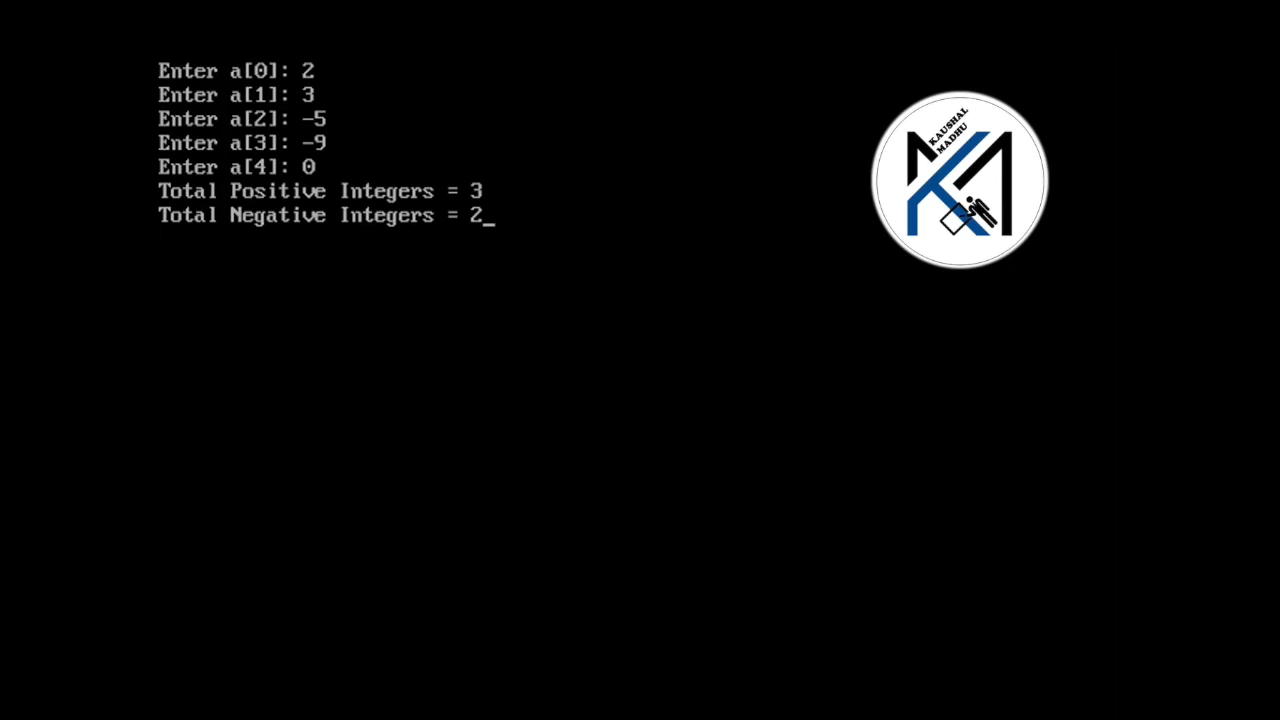 Enter a[0]: 2
Enter a[1]: 3
Enter a[2]: -5
Enter a[3]: -9
Enter a[4]: 0
Total Positive Integers = 3
Total Negative Integers = 2_
KAUSHAL
MADHU